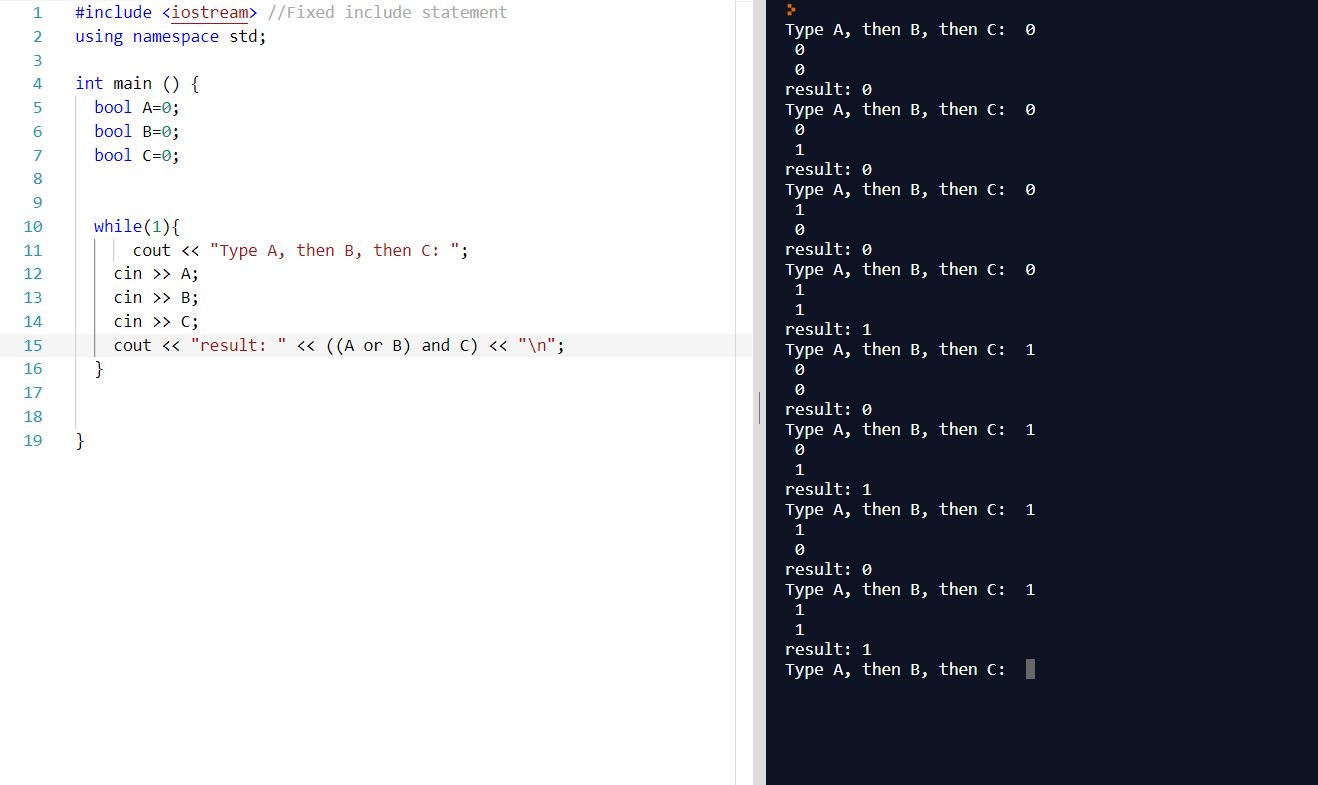 1 #include <iostream> //Fixed include statement
2 using namespace std;
3
4 int main () {
5 bool A=0;
6 bool B=0;
7 bool C=0;
8
9
10 while(1){
11 cout << "Type A, then B, then C: ";
12 cin >> A;
13 cin >> B;
14 cin >> C;
15 cout << "result: " << ((A or B) and C) << "\n";
16 }
17
18
19 }
Type A, then B, then C: 0
0
0
result: 0
Type A, then B, then C: 0
0
1
result: 0
Type A, then B, then C: 0
1
0
result: 0
Type A, then B, then C: 0
1
1
result: 1
Type A, then B, then C: 1
0
0
result: 0
Type A, then B, then C: 1
0
1
result: 1
Type A, then B, then C: 1
1
0
result: 0
Type A, then B, then C: 1
1
1
result: 1
Type A, then B, then C: